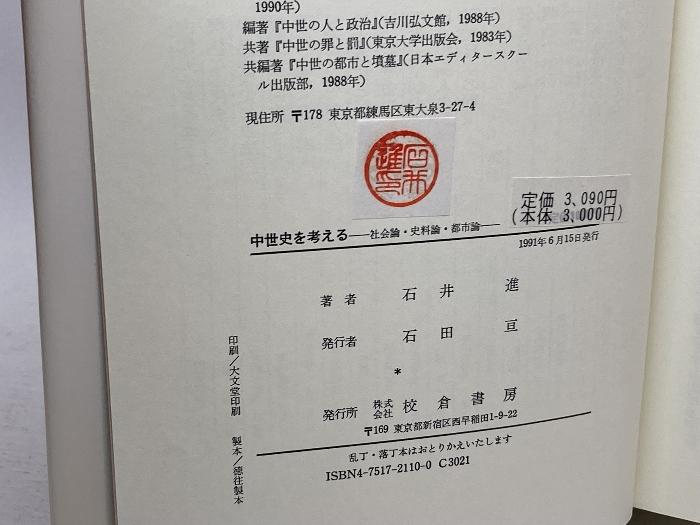 1990年)
編著『中世の人と政治』(吉川弘文館，1988年)
共著『中世の罪と罰』(東京大学出版会，1983年)
共編著『中世の都市と墳墓』(日本エディタースクー
ル出版部，1988年)
現住所 〒178 東京都練馬区東大泉3-27-4
定価 3,090円
(本体 3,000円)
中世史を考える——社会論・史料論・都市論——
1991年6月15日発行
著者 石井 進
発行者 石田 亘
*
発行所 株式会社 校倉書房
〒169 東京都新宿区西早稲田1-9-22
乱丁・落丁本はおとりかえいたします
ISBN4-7517-2110-0 C3021
印刷／大文堂印刷 製本／徳住製本